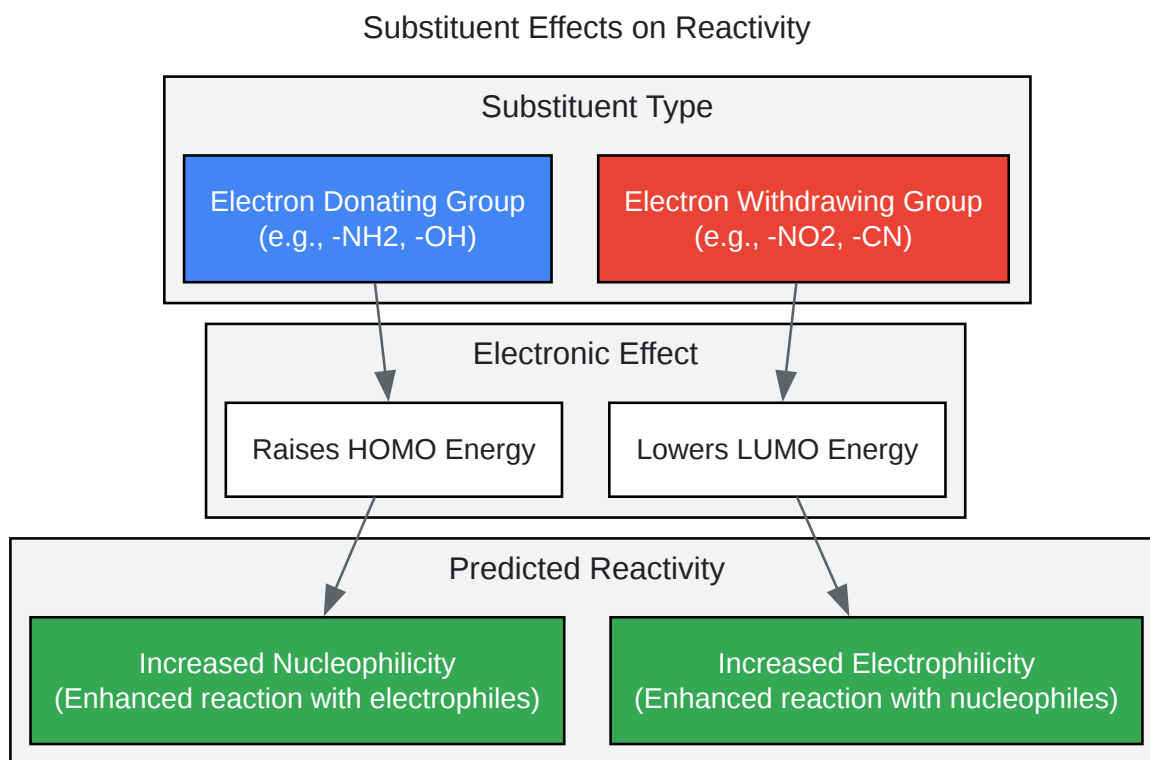 Substituent Effects on Reactivity
Substituent Type
Electron Donating Group
(e.g., -NH2, -OH)
Electron Withdrawing Group
(e.g., -NO2, -CN)
Electronic Effect
Raises HOMO Energy
Lowers LUMO Energy
Predicted Reactivity
Increased Nucleophilicity
(Enhanced reaction with electrophiles)
Increased Electrophilicity
(Enhanced reaction with nucleophiles)